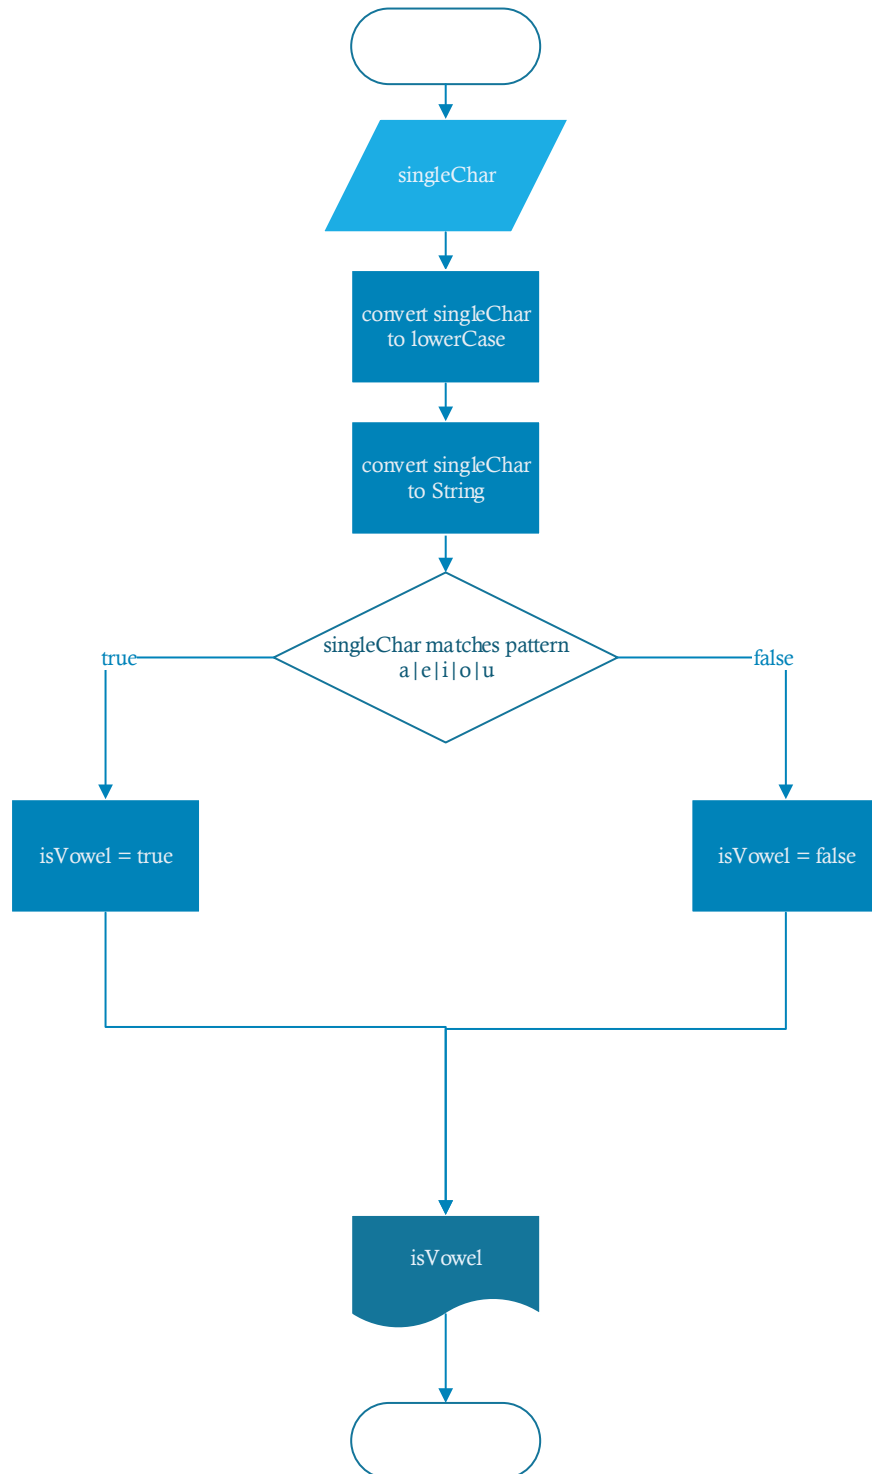 singleChar
convert singleChar
to lowerCase
convert singleChar
to String
singleChar matches pattern
a|e|i|o|u
true
false
isVowel = true
isVowel = false
isVowel